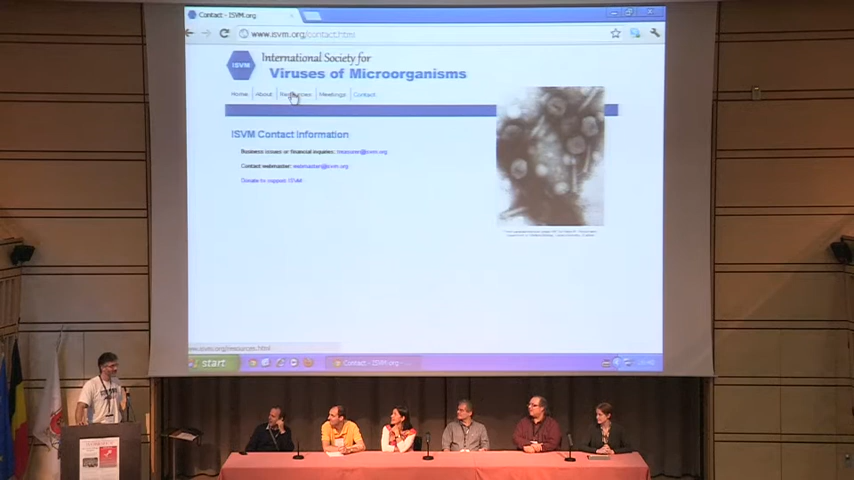 Contact - ISVM.org
www.isvm.org/contact.html
ISVM
International Society for
Viruses of Microorganisms
Home About Resources Meetings Contact
ISVM Contact Information
Business issues or financial inquiries: treasurer@isvm.org
Contact webmaster: webmaster@isvm.org
Donate to support ISVM
www.isvm.org/resources.html
start
Contact - ISVM.org - ...